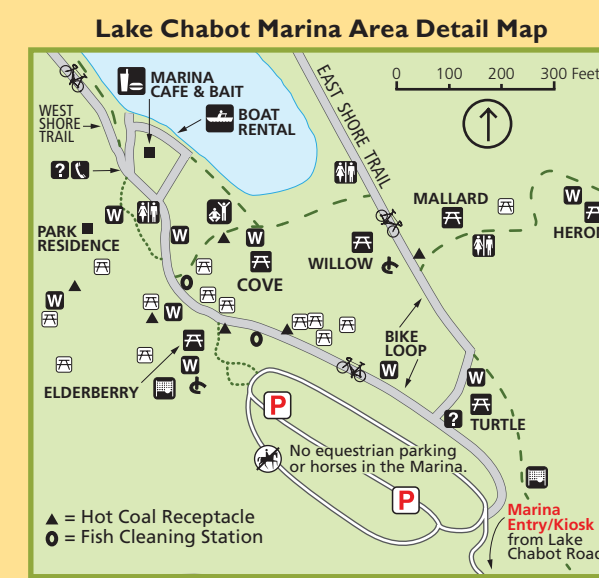 Lake Chabot Marina Area Detail Map
MARINA
CAFE & BAIT
BOAT
RENTAL
EAST SHORE TRAIL
0 100 200 300 Feet
WEST
SHORE
TRAIL
?
W
PARK
RESIDENCE
W
W
COVE
WILLOW
MALLARD
W
HERON
W
W
ELDERBERRY
W
BIKE
LOOP
W
W
?
TURTLE
P
No equestrian parking
or horses in the Marina.
P
▲ = Hot Coal Receptacle
O = Fish Cleaning Station
Marina
Entry/Kiosk
from Lake
Chabot Road